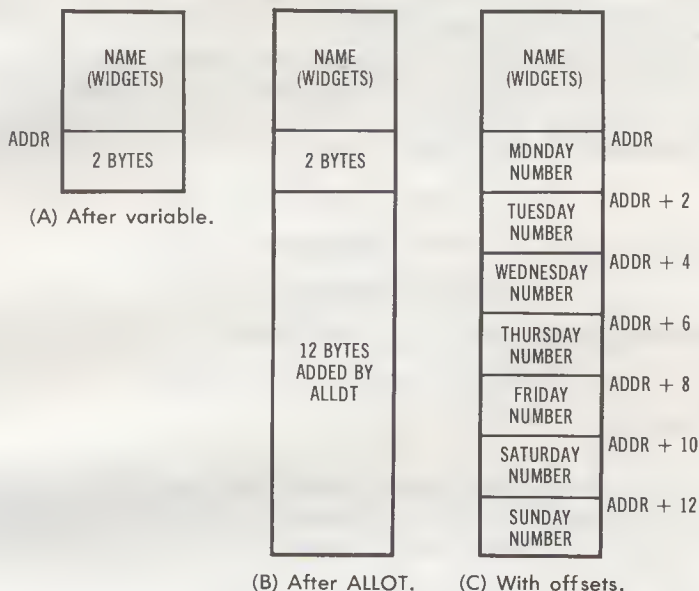 NAME
(WIDGETS)
ADDR
2 BYTES
(A) After variable.
NAME
(WIDGETS)
2 BYTES
12 BYTES
ADDED BY
ALLDT
(B) After ALLOT.
NAME
(WIDGETS)
ADDR
MDNDAY
NUMBER
ADDR + 2
TUESDAY
NUMBER
ADDR + 4
WEDNESDAY
NUMBER
ADDR + 6
THURSDAY
NUMBER
ADDR + 8
FRIDAY
NUMBER
ADDR + 10
SATURDAY
NUMBER
ADDR + 12
SUNDAY
NUMBER
(C) With offsets.